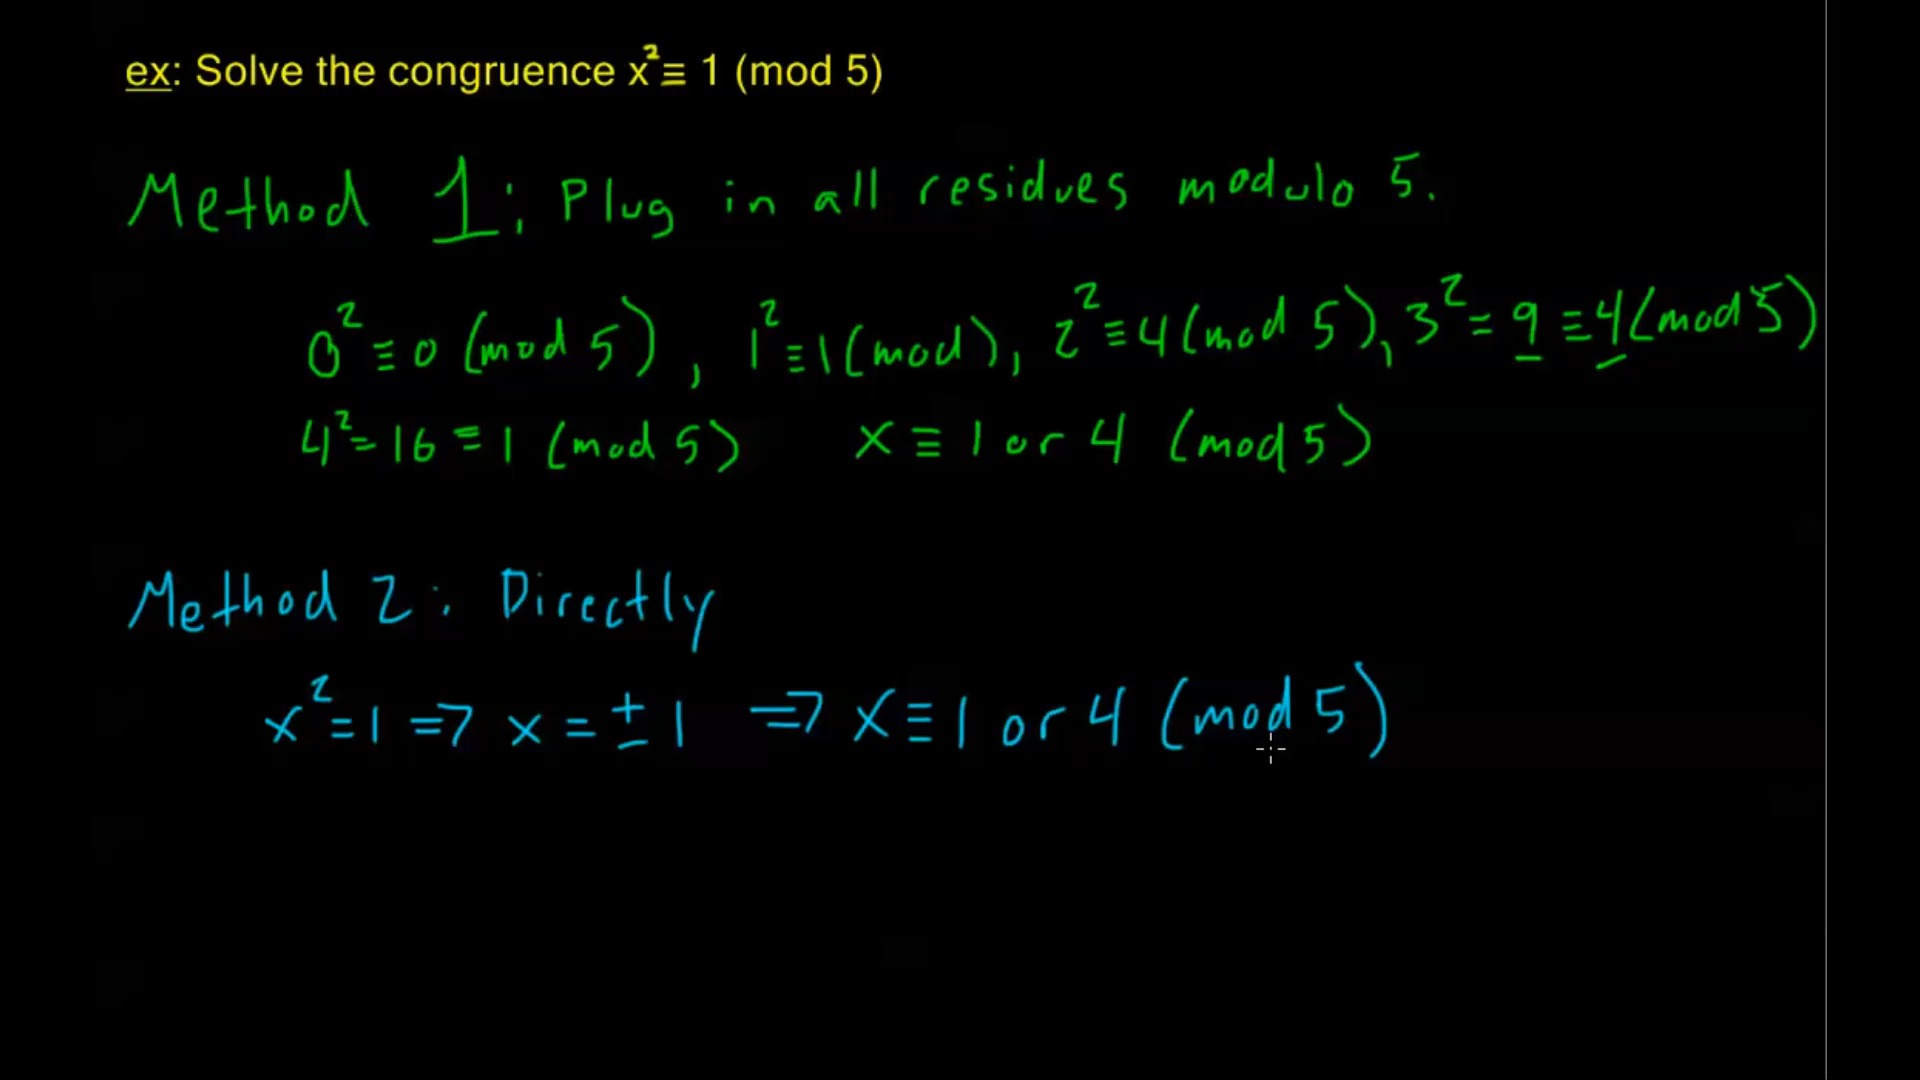 ex: Solve the congruence x² ≡ 1 (mod 5)
Method 1: Plug in all residues modulo 5.
0² ≡ 0 (mod 5), 1² ≡ 1 (mod), 2² ≡ 4 (mod 5), 3² = 9 ≡ 4 (mod 5)
4² = 16 ≡ 1 (mod 5) x ≡ 1 or 4 (mod 5)
Method 2: Directly
x² = 1 ⇒ x = ± 1 ⇒ x ≡ 1 or 4 (mod 5)